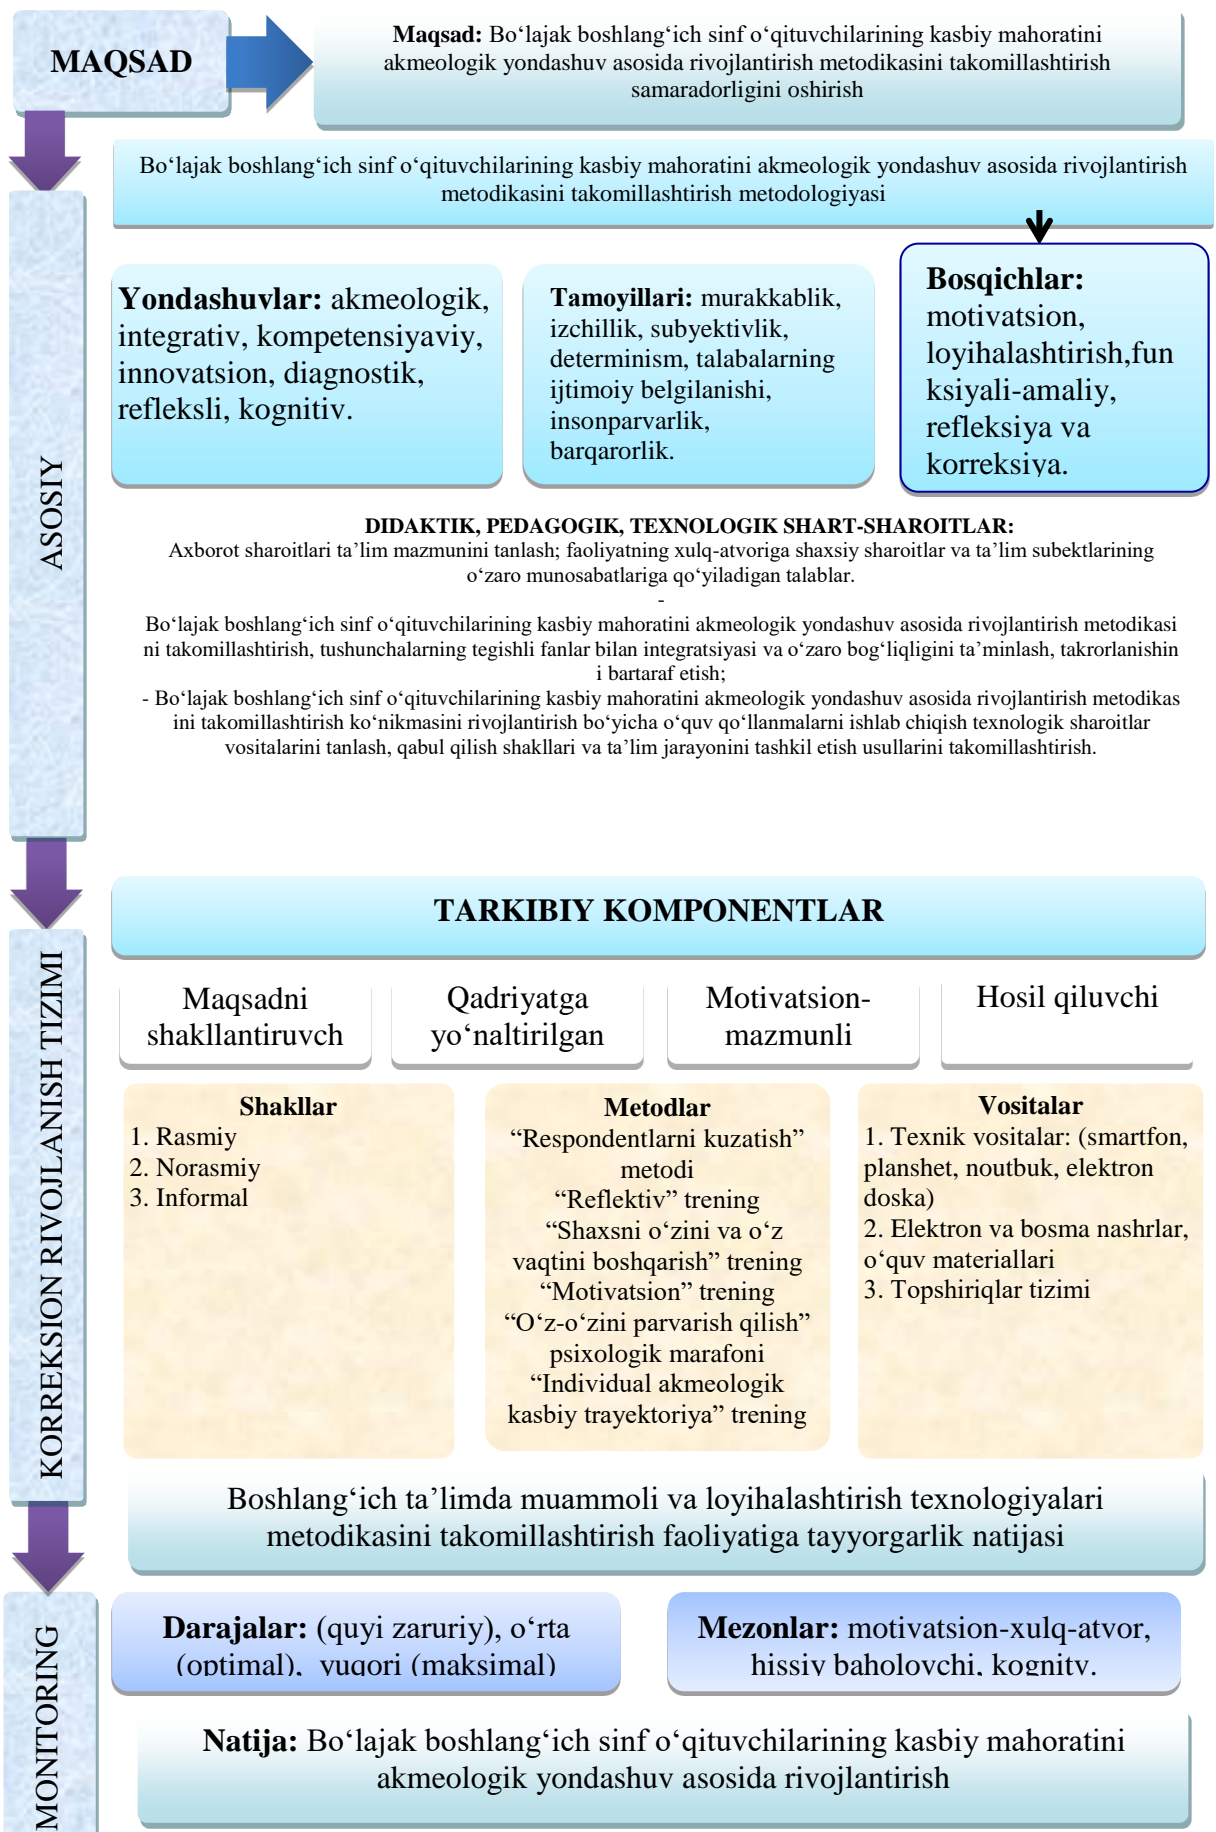 MAQSAD
Maqsad: Bo‘lajak boshlang‘ich sinf o‘qituvchilarining kasbiy mahoratini
akmeologik yondashuv asosida rivojlantirish metodikasini takomillashtirish
samaradorligini oshirish
Bo‘lajak boshlang‘ich sinf o‘qituvchilarining kasbiy mahoratini akmeologik yondashuv asosida rivojlantirish
metodikasini takomillashtirish metodologiyasi
ASOSIY
Yondashuvlar: akmeologik,
integrativ, kompetensiyaviy,
innovatsion, diagnostik,
refleksli, kognitiv.
Tamoyillari: murakkablik,
izchillik, subyektivlik,
determinism, talabalarning
ijtimoiy belgilanishi,
insonparvarlik,
barqarorlik.
Bosqichlar:
motivatsion,
loyihalashtirish,fun
ksiyali-amaliy,
refleksiya va
korreksiya.
DIDAKTIK, PEDAGOGIK, TEXNOLOGIK SHART-SHAROITLAR:
Axborot sharoitlari ta’lim mazmunini tanlash; faoliyatning xulq-atvoriga shaxsiy sharoitlar va ta’lim subektlarining
o‘zaro munosabatlariga qo‘yiladigan talablar.
-
Bo‘lajak boshlang‘ich sinf o‘qituvchilarining kasbiy mahoratini akmeologik yondashuv asosida rivojlantirish metodikasi
ni takomillashtirish, tushunchalarning tegishli fanlar bilan integratsiyasi va o‘zaro bog‘liqligini ta’minlash, takrorlanishin
i bartaraf etish;
- Bo‘lajak boshlang‘ich sinf o‘qituvchilarining kasbiy mahoratini akmeologik yondashuv asosida rivojlantirish metodikas
ini takomillashtirish ko‘nikmasini rivojlantirish bo‘yicha o‘quv qo‘llanmalarni ishlab chiqish texnologik sharoitlar
vositalarini tanlash, qabul qilish shakllari va ta’lim jarayonini tashkil etish usullarini takomillashtirish.
KORREKSION RIVOJLANISH TIZIMI
TARKIBIY KOMPONENTLAR
Maqsadni
shakllantiruvch
Qadriyatga
yo‘naltirilgan
Motivatsion-
mazmunli
Hosil qiluvchi
Shakllar
1. Rasmiy
2. Norasmiy
3. Informal
Metodlar
“Respondentlarni kuzatish”
metodi
“Reflektiv” trening
“Shaxsni o‘zini va o‘z
vaqtini boshqarish” trening
“Motivatsion” trening
“O‘z-o‘zini parvarish qilish”
psixologik marafoni
“Individual akmeologik
kasbiy trayektoriya” trening
Vositalar
1. Texnik vositalar: (smartfon,
planshet, noutbuk, elektron
doska)
2. Elektron va bosma nashrlar,
o‘quv materiallari
3. Topshiriqlar tizimi
Boshlang‘ich ta’limda muammoli va loyihalashtirish texnologiyalari
metodikasini takomillashtirish faoliyatiga tayyorgarlik natijasi
MONITORING
Darajalar: (quyi zaruriy), o‘rta
(optimal), yuqori (maksimal)
Mezonlar: motivatsion-xulq-atvor,
hissiy baholovchi, kognitv.
Natija: Bo‘lajak boshlang‘ich sinf o‘qituvchilarining kasbiy mahoratini
akmeologik yondashuv asosida rivojlantirish